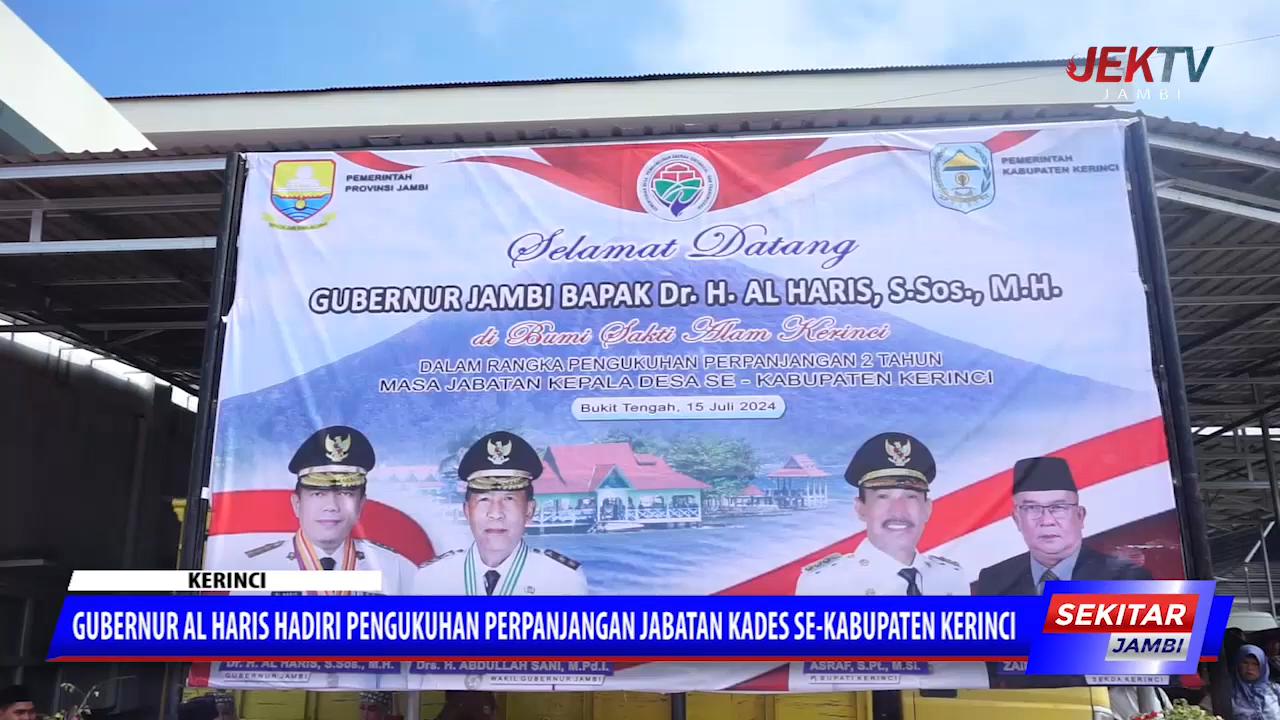 JEKTV
JAMBI
PEMERINTAH
PROVINSI JAMBI
PEMERINTAH
KABUPATEN KERINCI
Selamat Datang
GUBERNUR JAMBI BAPAK Dr. H. AL HARIS, S.Sos., M.H.
di Bumi Sakti Alam Kerinci
DALAM RANGKA PENGUKUHAN PERPANJANGAN 2 TAHUN
MASA JABATAN KEPALA DESA SE - KABUPATEN KERINCI
Bukit Tengah, 15 Juli 2024
KERINCI
GUBERNUR AL HARIS HADIRI PENGUKUHAN PERPANJANGAN JABATAN KADES SE-KABUPATEN KERINCI
SEKITAR
JAMBI
Dr. H. AL HARIS, S.Sos., M.H.
GUBERNUR JAMBI
Drs. H. ABDULLAH SANI, M.Pd.I.
WAKIL GUBERNUR JAMBI
ASRAF, S.Pt., M.Si.
Pj. BUPATI KERINCI
SEKDA KERINCI